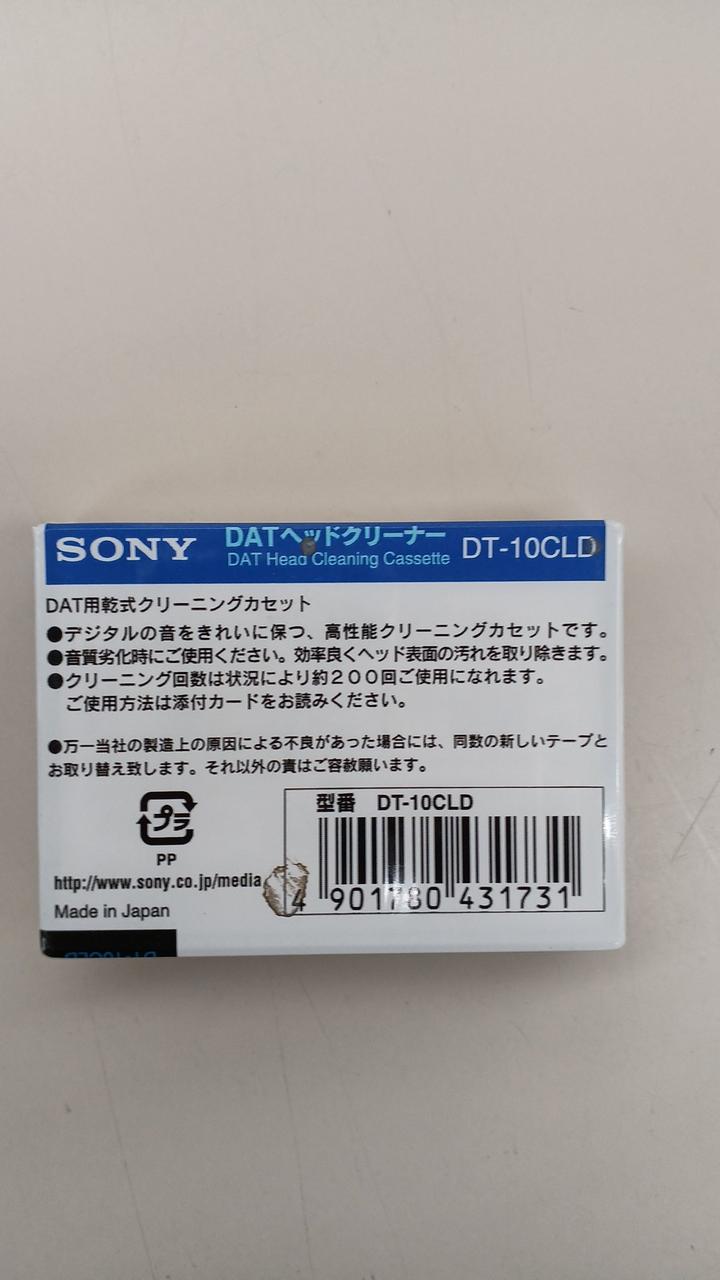 SONY DATヘッドクリーナー
DAT Head Cleaning Cassette DT-10CLD
DAT用乾式クリーニングカセット
●デジタルの音をきれいに保つ、高性能クリーニングカセットです。
●音質劣化時にご使用ください。効率良くヘッド表面の汚れを取り除きます。
●クリーニング回数は状況により約200回ご使用になれます。
ご使用方法は添付カードをお読みください。
●万一当社の製造上の原因による不良があった場合には、同数の新しいテープと
お取り替え致します。それ以外の責はご容赦願います。
プラ
PP
http://www.sony.co.jp/media
Made in Japan
型番 DT-10CLD
4 901780 431731
DT-10CLD